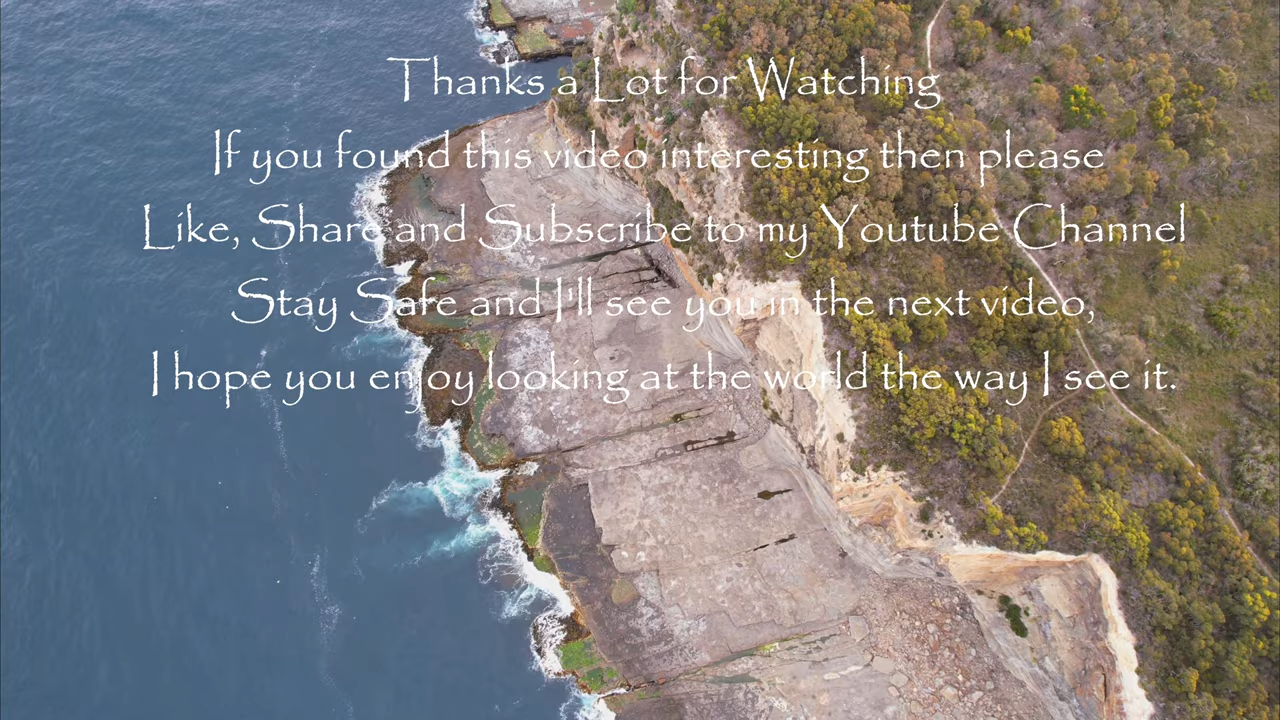 Thanks a Lot for Watching
If you found this video interesting then please
Like, Share and Subscribe to my Youtube Channel
Stay Safe and I'll see you in the next video,
I hope you enjoy looking at the world the way I see it.